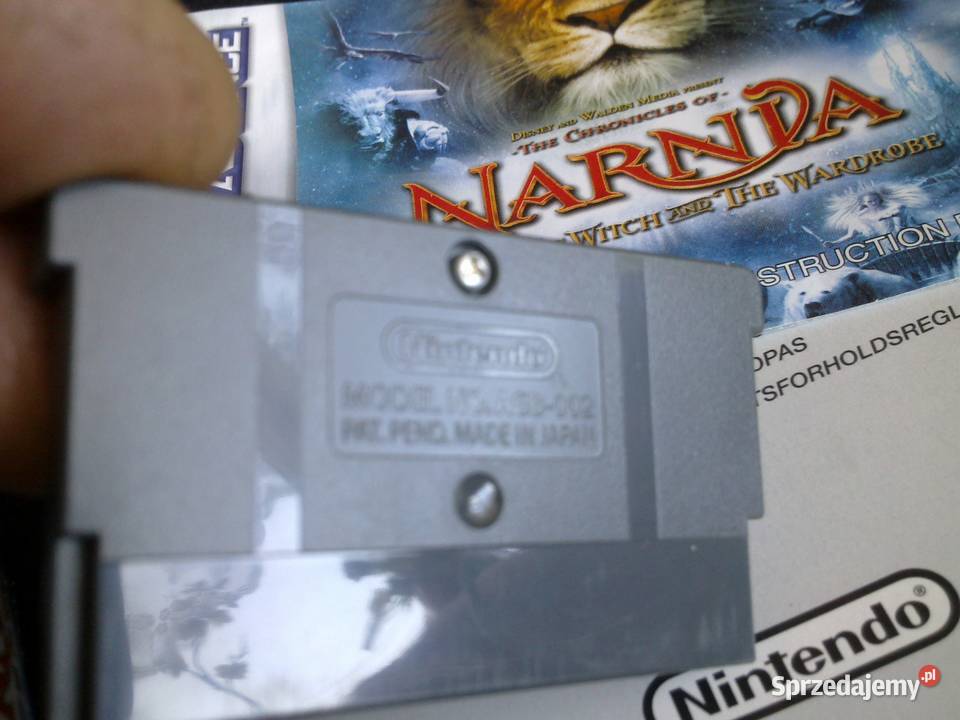 DISNEY AND WALDEN MEDIA PRESENT
-THE CHRONICLES OF-
NARNIA
WITCH AND THE WARDROBE
STRUCTION
OPAS
TSFORHOLDSREGL
Nintendo
MODEL NO. -002
PAT. PEND. MADE IN JAPAN
Nintendo®
Sprzedajemy.pl